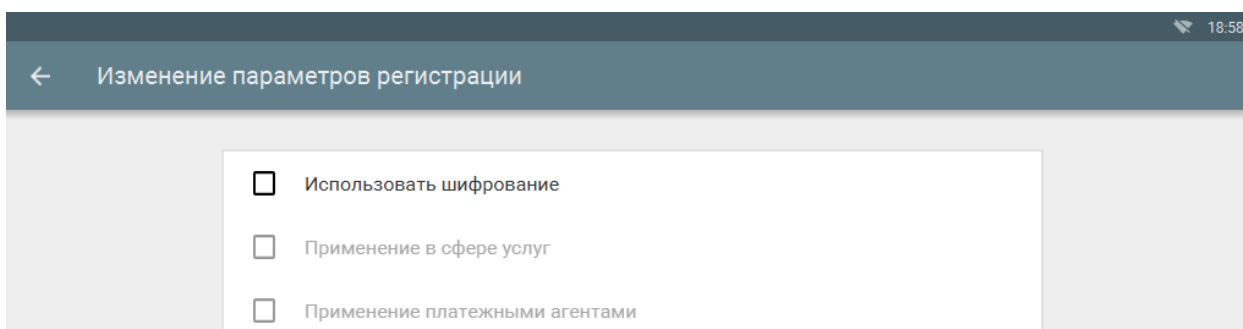 18:58
Изменение параметров регистрации
Использовать шифрование
Применение в сфере услуг
Применение платежными агентами